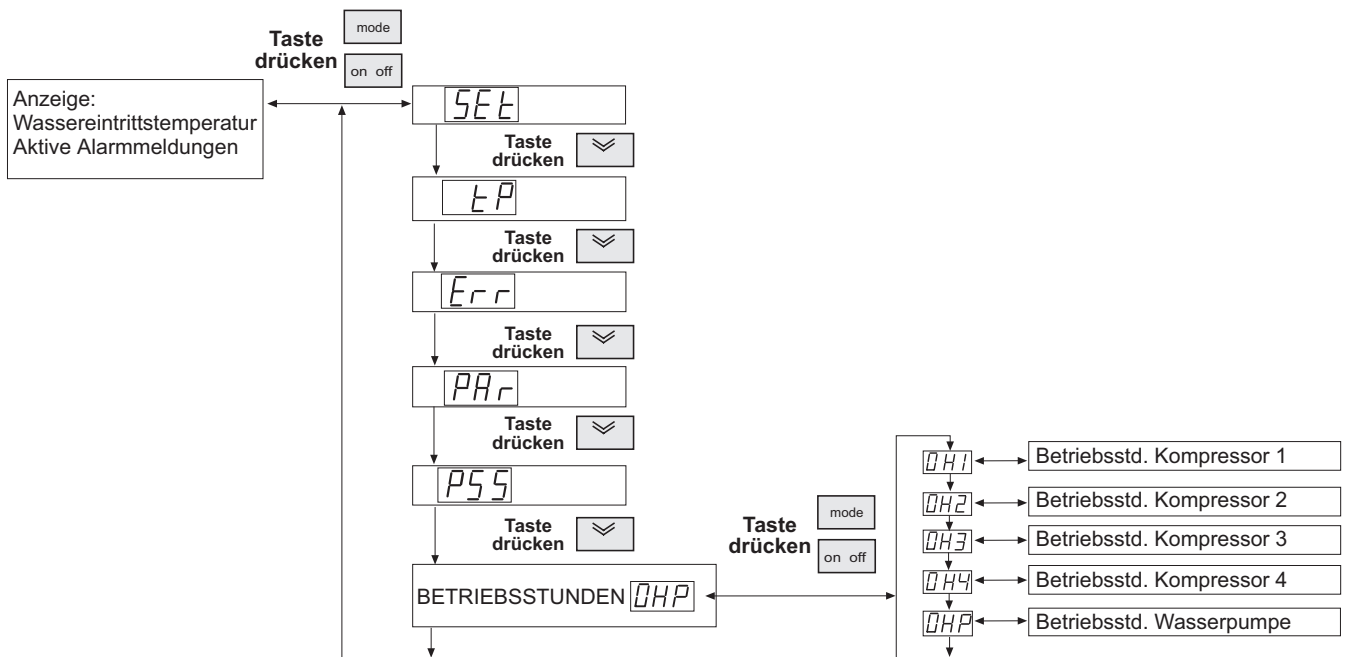 Taste
drücken
mode
on off
Anzeige:
Wassereintrittstemperatur
Aktive Alarmmeldungen
SEt
Taste
drücken
tP
Taste
drücken
Err
Taste
drücken
PAr
Taste
drücken
PSS
Taste
drücken
BETRIEBSSTUNDEN OHP
Taste
drücken
mode
on off
OH1 Betriebsstd. Kompressor 1
OH2 Betriebsstd. Kompressor 2
OH3 Betriebsstd. Kompressor 3
OH4 Betriebsstd. Kompressor 4
OHP Betriebsstd. Wasserpumpe